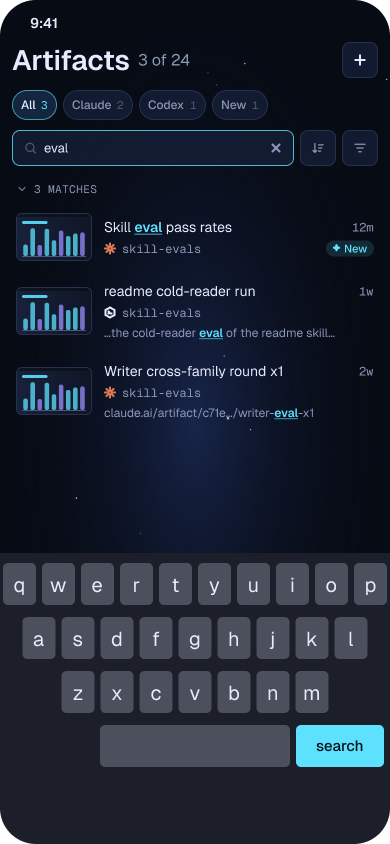 9:41
Artifacts 3 of 24
All 3 Claude 2 Codex 1 New 1
eval
3 MATCHES
Skill eval pass rates 12m
skill-evals New
readme cold-reader run 1w
skill-evals
…the cold-reader eval of the readme skill…
Writer cross-family round x1 2w
skill-evals
claude.ai/artifact/c71e…/writer-eval-x1
q w e r t y u i o p
a s d f g h j k l
z x c v b n m
search